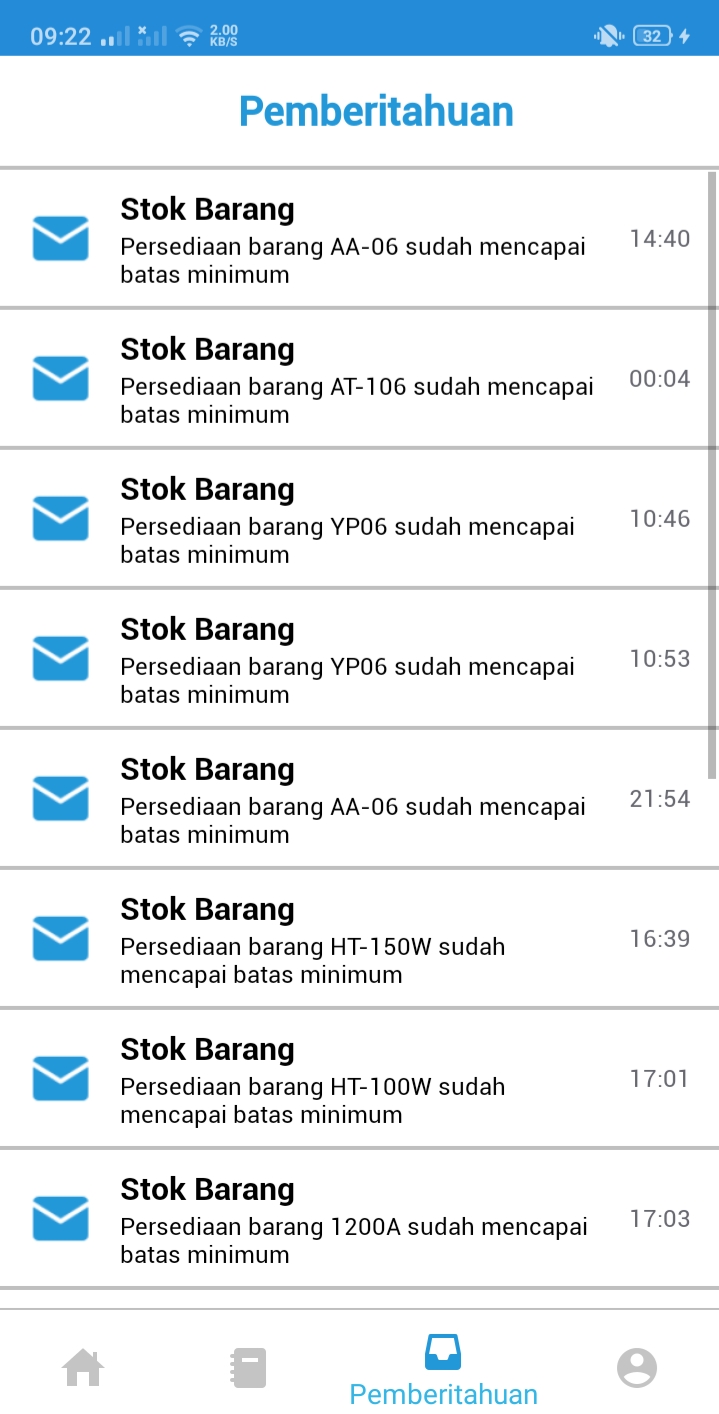 09:22 2.00 KB/S 32
Pemberitahuan
Stok Barang
Persediaan barang AA-06 sudah mencapai
batas minimum
14:40
Stok Barang
Persediaan barang AT-106 sudah mencapai
batas minimum
00:04
Stok Barang
Persediaan barang YP06 sudah mencapai
batas minimum
10:46
Stok Barang
Persediaan barang YP06 sudah mencapai
batas minimum
10:53
Stok Barang
Persediaan barang AA-06 sudah mencapai
batas minimum
21:54
Stok Barang
Persediaan barang HT-150W sudah
mencapai batas minimum
16:39
Stok Barang
Persediaan barang HT-100W sudah
mencapai batas minimum
17:01
Stok Barang
Persediaan barang 1200A sudah mencapai
batas minimum
17:03
Pemberitahuan